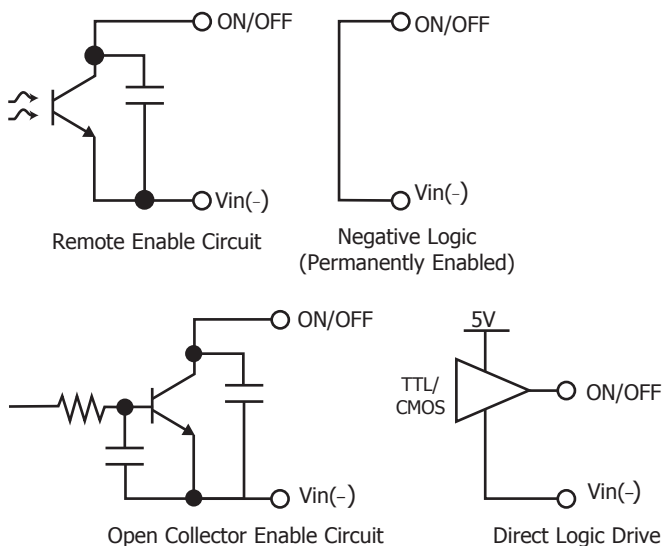 ON/OFF
Vin(–)
Remote Enable Circuit
ON/OFF
Vin(–)
Negative Logic
(Permanently Enabled)
ON/OFF
Vin(–)
Open Collector Enable Circuit
5V
TTL/
CMOS
ON/OFF
Vin(–)
Direct Logic Drive